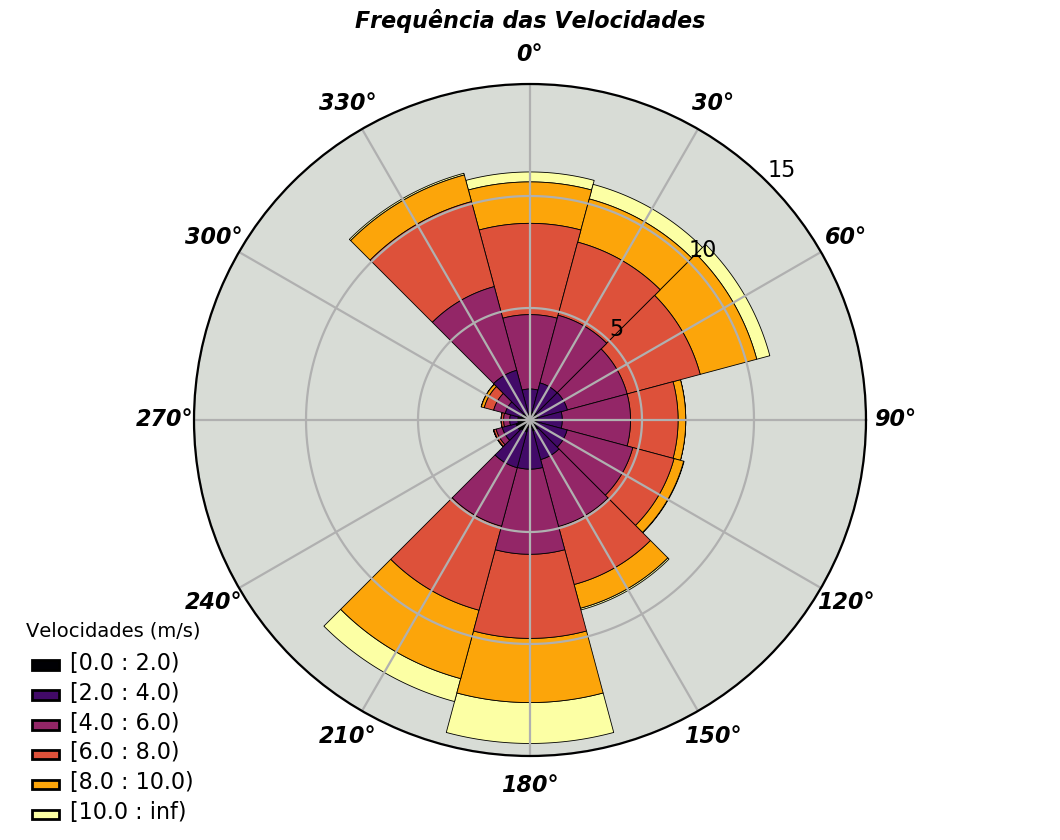 Frequência das Velocidades
0°
330°
30°
15
300°
60°
10
5
270°
90°
240°
120°
210°
150°
180°
Velocidades (m/s)
[0.0 : 2.0)
[2.0 : 4.0)
[4.0 : 6.0)
[6.0 : 8.0)
[8.0 : 10.0)
[10.0 : inf)